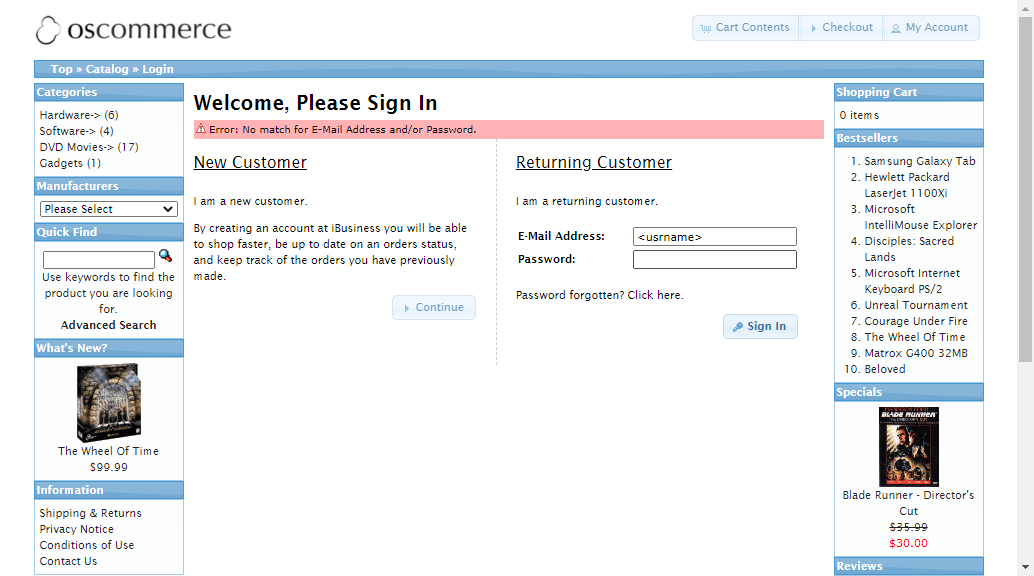 oscommerce
Cart Contents
Checkout
My Account
Top » Catalog » Login
Categories
Hardware-> (6)
Software-> (4)
DVD Movies-> (17)
Gadgets (1)
Manufacturers
Please Select
Quick Find
Use keywords to find the
product you are looking
for.
Advanced Search
What's New?
The Wheel Of Time
$99.99
Information
Shipping & Returns
Privacy Notice
Conditions of Use
Contact Us
Welcome, Please Sign In
Error: No match for E-Mail Address and/or Password.
New Customer
I am a new customer.
By creating an account at iBusiness you will be able
to shop faster, be up to date on an orders status,
and keep track of the orders you have previously
made.
Continue
Returning Customer
I am a returning customer.
E-Mail Address: <usrname>
Password:
Password forgotten? Click here.
Sign In
Shopping Cart
0 items
Bestsellers
1. Samsung Galaxy Tab
2. Hewlett Packard
LaserJet 1100Xi
3. Microsoft
IntelliMouse Explorer
4. Disciples: Sacred
Lands
5. Microsoft Internet
Keyboard PS/2
6. Unreal Tournament
7. Courage Under Fire
8. The Wheel Of Time
9. Matrox G400 32MB
10. Beloved
Specials
BLADE RUNNER
Blade Runner - Director's
Cut
$35.99
$30.00
Reviews